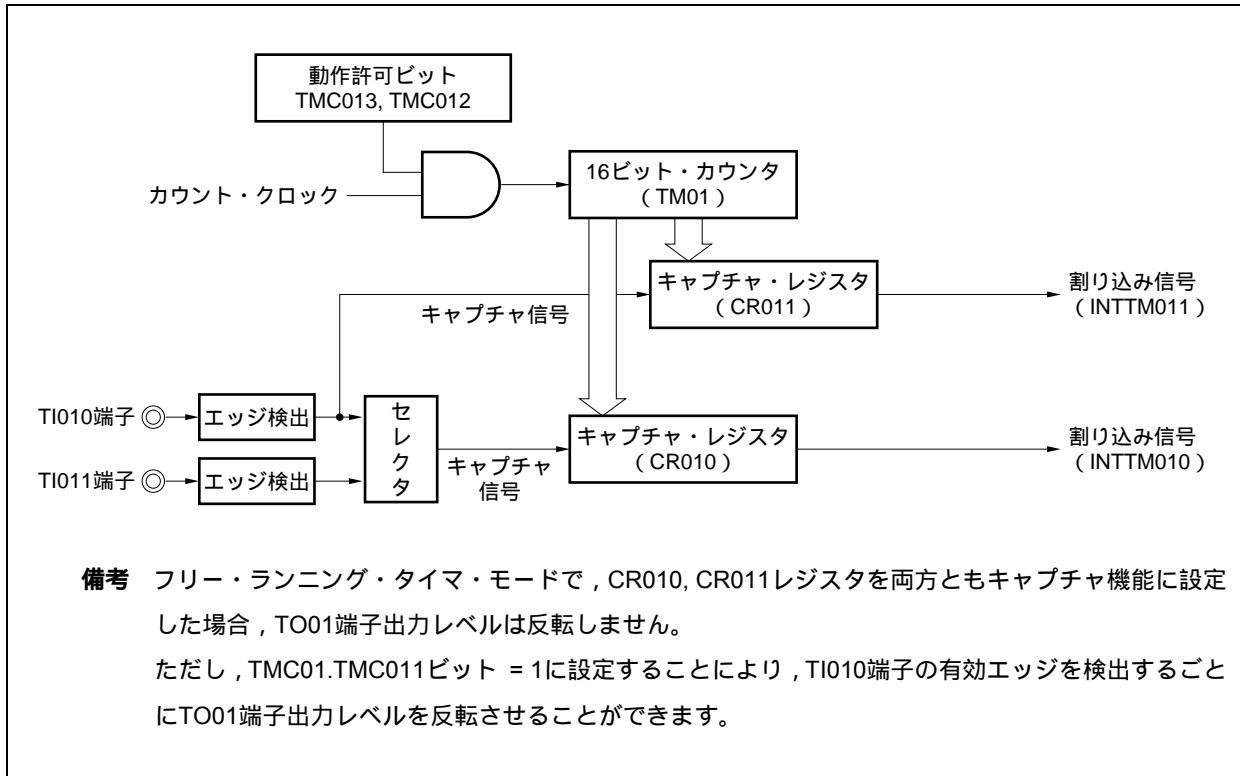 動作許可ビット
TMC013, TMC012
カウント・クロック
16ビット・カウンタ
（TM01）
キャプチャ・レジスタ
（CR011）
キャプチャ信号
割り込み信号
（INTTM011）
TI010端子
エッジ検出
セレクタ
キャプチャ・レジスタ
（CR010）
割り込み信号
（INTTM010）
TI011端子
エッジ検出
キャプチャ
信号
備考 フリー・ランニング・タイマ・モードで，CR010, CR011レジスタを両方ともキャプチャ機能に設定
した場合，TO01端子出力レベルは反転しません。
ただし，TMC01.TMC011ビット = 1に設定することにより，TI010端子の有効エッジを検出するごと
にTO01端子出力レベルを反転させることができます。